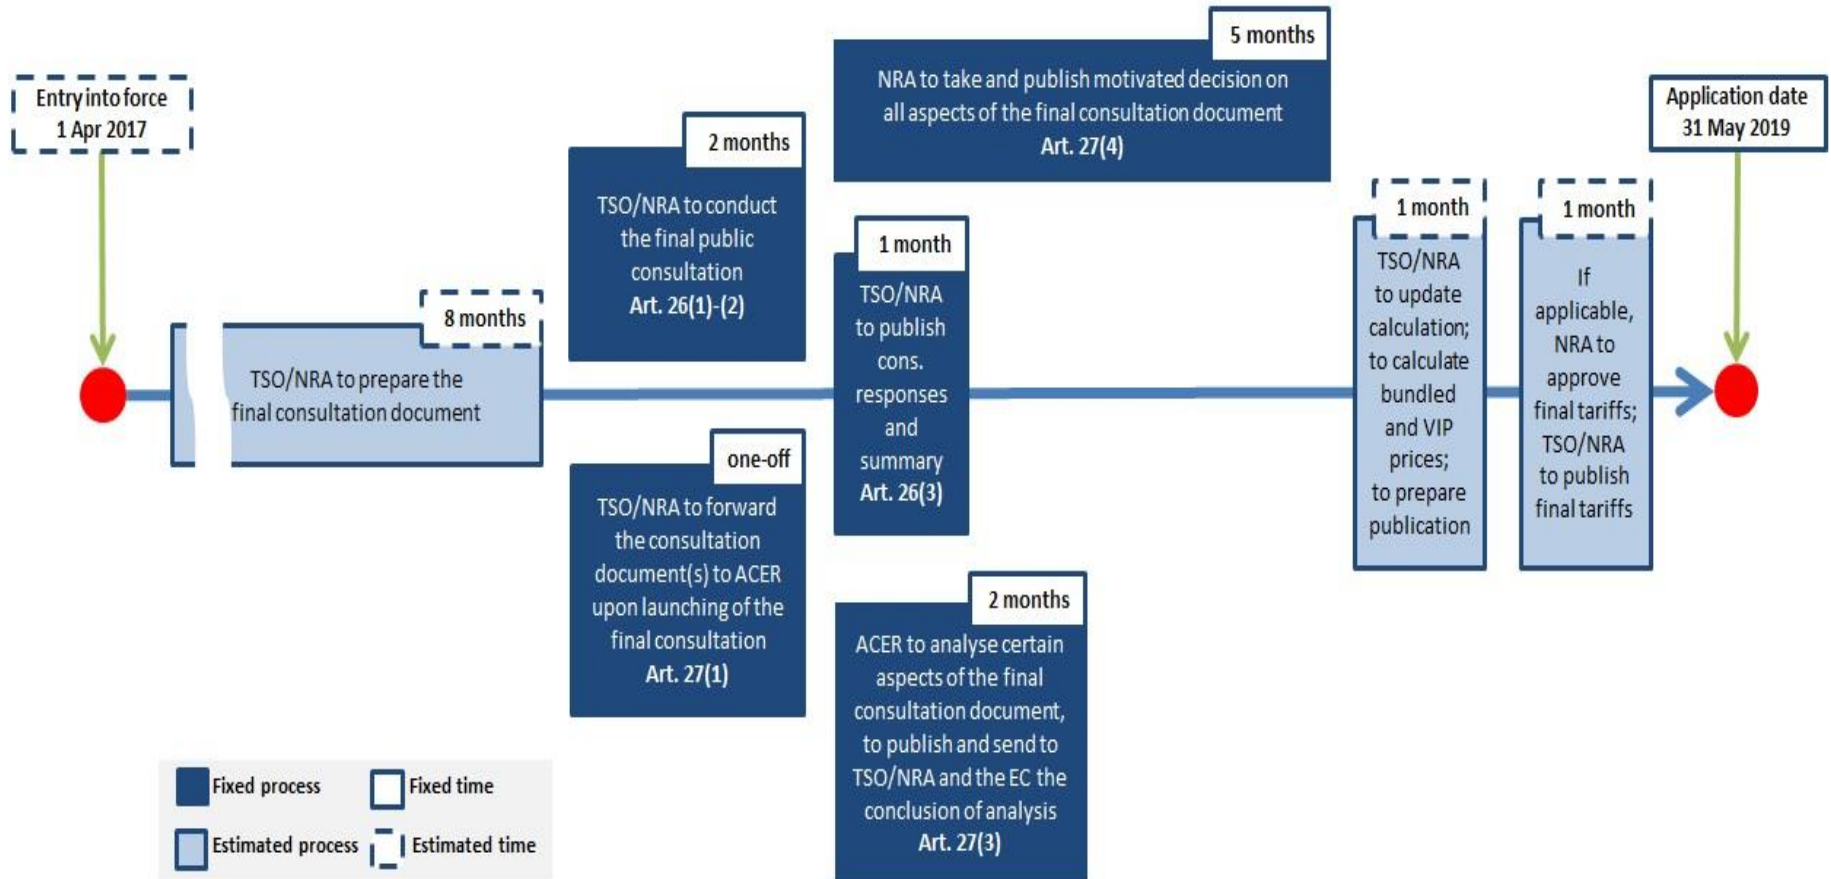 Entry into force
1 Apr 2017
8 months
TSO/NRA to prepare the
final consultation document
2 months
TSO/NRA to conduct
the final public
consultation
Art. 26(1)-(2)
one-off
TSO/NRA to forward
the consultation
document(s) to ACER
upon launching of the
final consultation
Art. 27(1)
5 months
NRA to take and publish motivated decision on
all aspects of the final consultation document
Art. 27(4)
1 month
TSO/NRA
to publish
cons.
responses
and
summary
Art. 26(3)
2 months
ACER to analyse certain
aspects of the final
consultation document,
to publish and send to
TSO/NRA and the EC the
conclusion of analysis
Art. 27(3)
1 month
TSO/NRA
to update
calculation;
to calculate
bundled
and VIP
prices;
to prepare
publication
1 month
If
applicable,
NRA to
approve
final tariffs;
TSO/NRA
to publish
final tariffs
Application date
31 May 2019
Fixed process
Fixed time
Estimated process
Estimated time